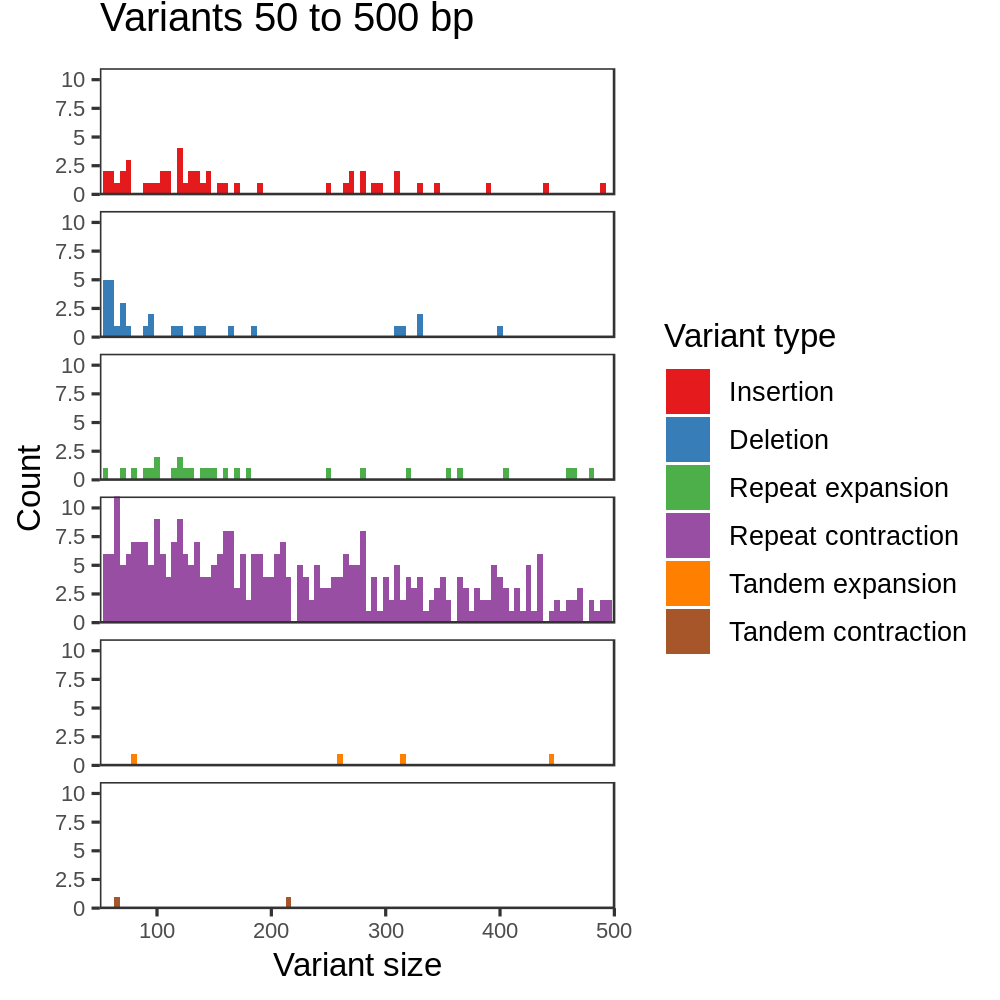 Variants 50 to 500 bp
10
7.5
5
2.5
0
10
7.5
5
2.5
0
10
7.5
5
2.5
0
10
7.5
5
2.5
0
10
7.5
5
2.5
0
10
7.5
5
2.5
0
Count
100 200 300 400 500
Variant size
Variant type
Insertion
Deletion
Repeat expansion
Repeat contraction
Tandem expansion
Tandem contraction